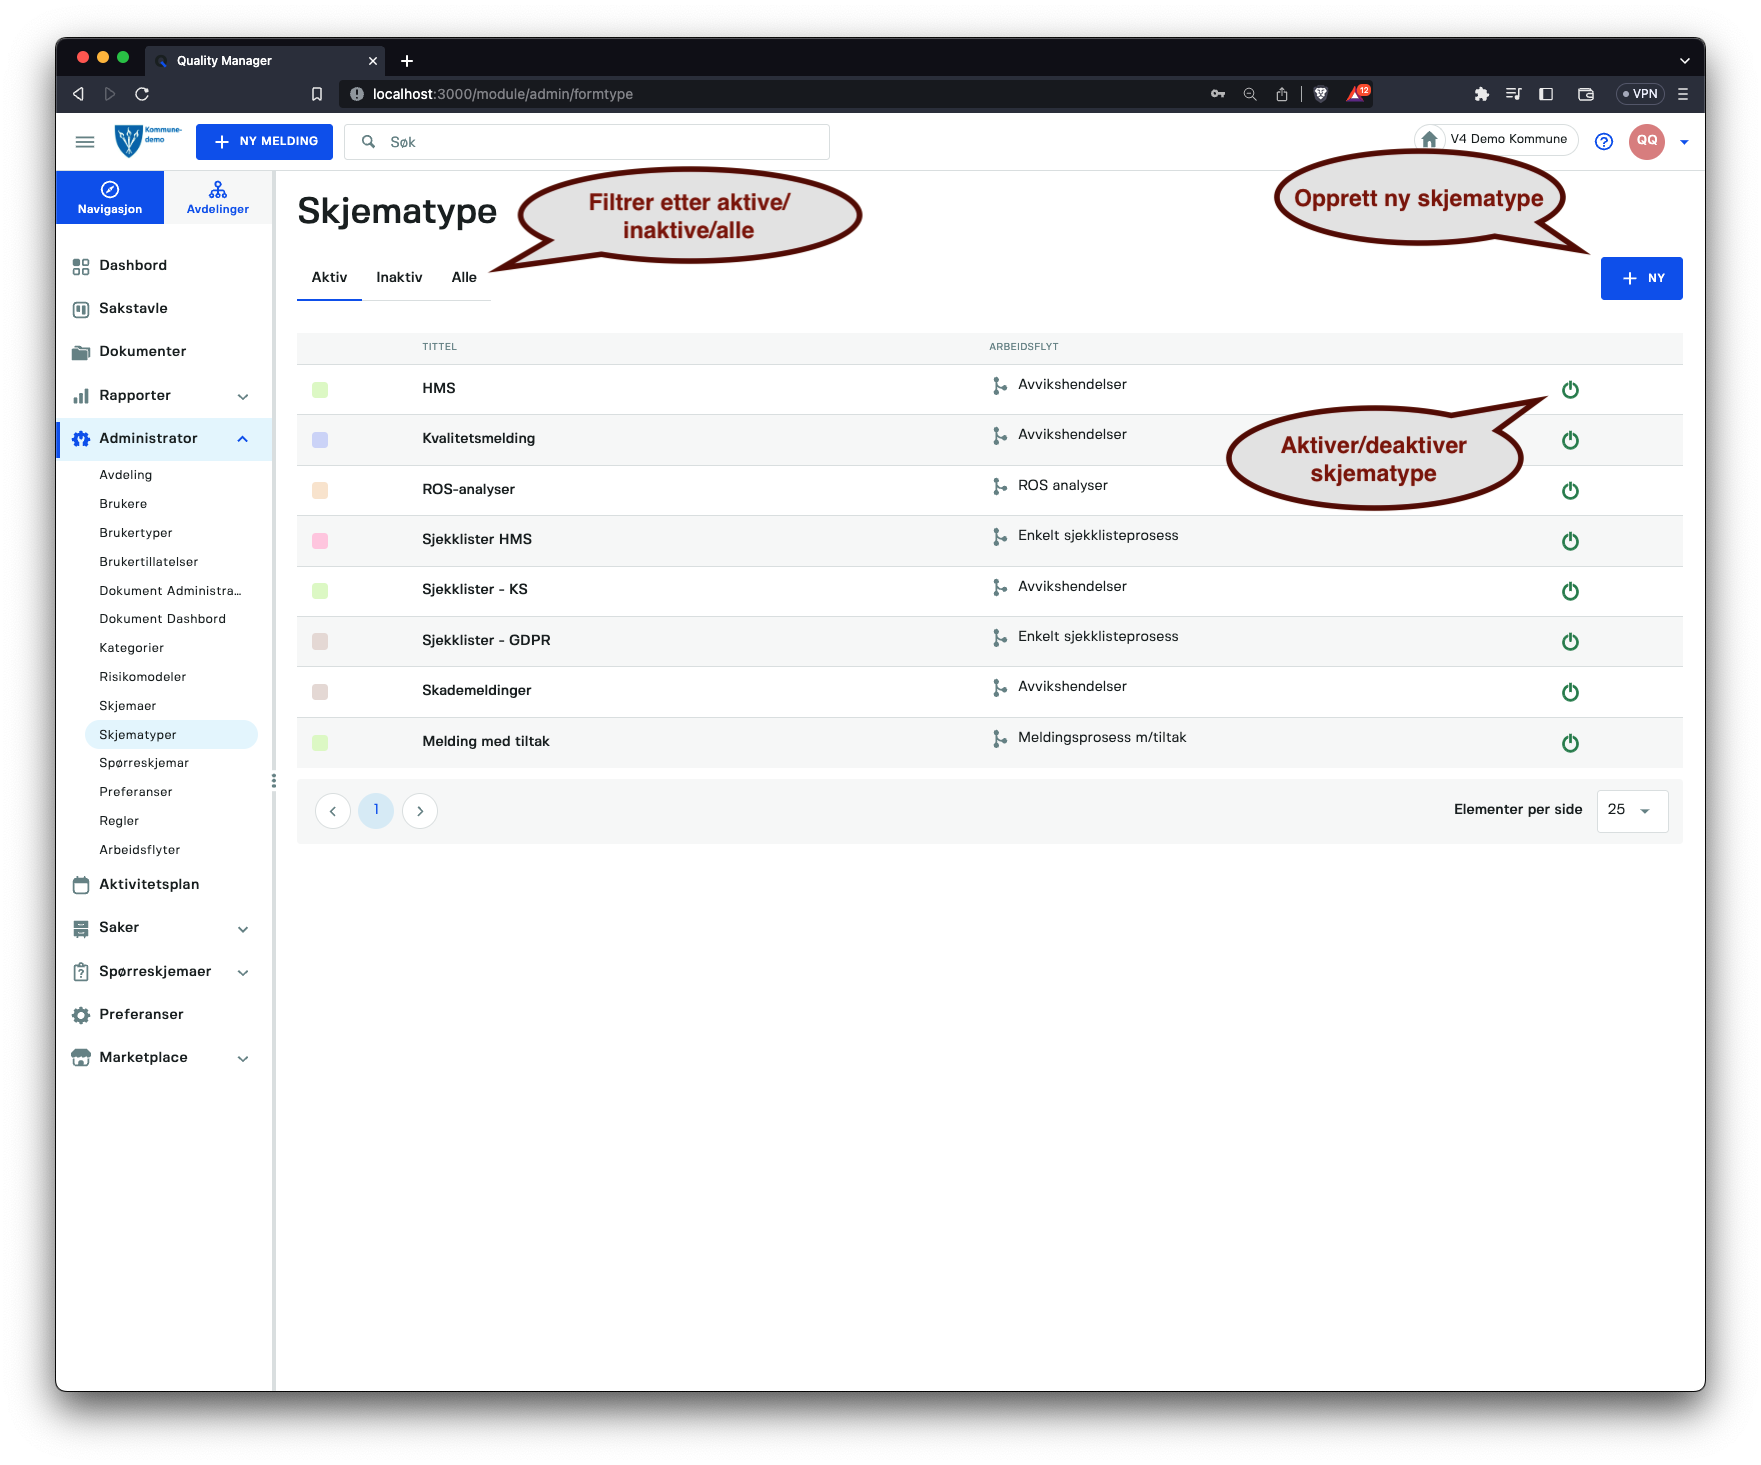 Quality Manager
localhost:3000/module/admin/formtype
12
VPN
Kommune-
demo
NY MELDING
Søk
V4 Demo Kommune
QQ
Navigasjon
Avdelinger
Skjematype
Filtrer etter aktive/
inaktive/alle
Opprett ny skjematype
Aktiv Inaktiv Alle
NY
Dashbord
Sakstavle
Dokumenter
Rapporter
Administrator
Avdeling
Brukere
Brukertyper
Brukertillatelser
Dokument Administra...
Dokument Dashbord
Kategorier
Risikomodeler
Skjemaer
Skjematyper
Spørreskjemar
Preferanser
Regler
Arbeidsflyter
Aktivitetsplan
Saker
Spørreskjemaer
Preferanser
Marketplace
TITTEL ARBEIDSFLYT
HMS Avvikshendelser
Kvalitetsmelding Avvikshendelser
Aktiver/deaktiver
skjematype
ROS-analyser ROS analyser
Sjekklister HMS Enkelt sjekklisteprosess
Sjekklister - KS Avvikshendelser
Sjekklister - GDPR Enkelt sjekklisteprosess
Skademeldinger Avvikshendelser
Melding med tiltak Meldingsprosess m/tiltak
1
Elementer per side 25